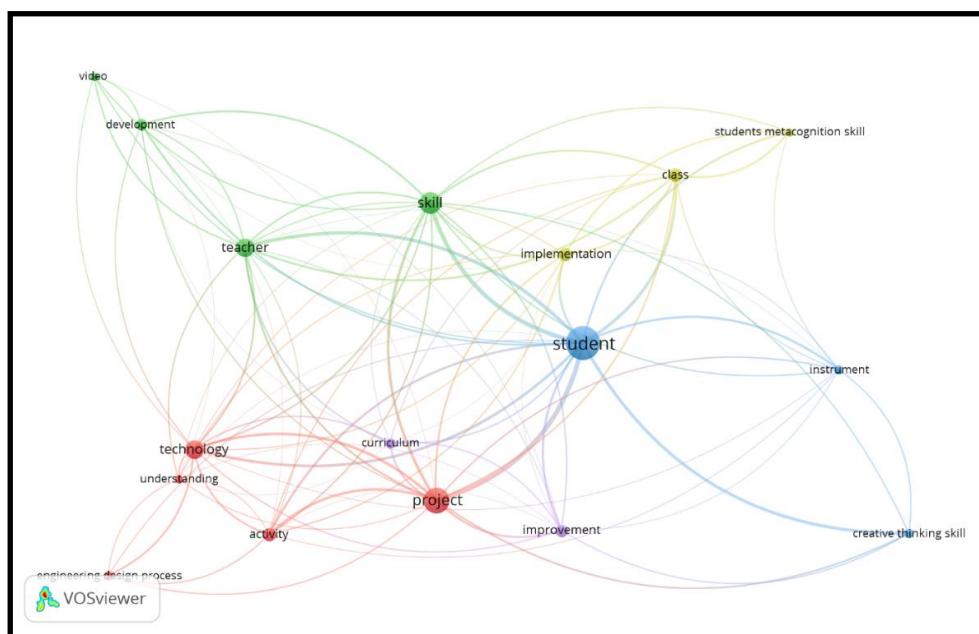 video
development
students metacognition skill
class
skill
teacher
implementation
student
instrument
curriculum
technology
understanding
project
activity
improvement
creative thinking skill
engineering design process
VOSviewer